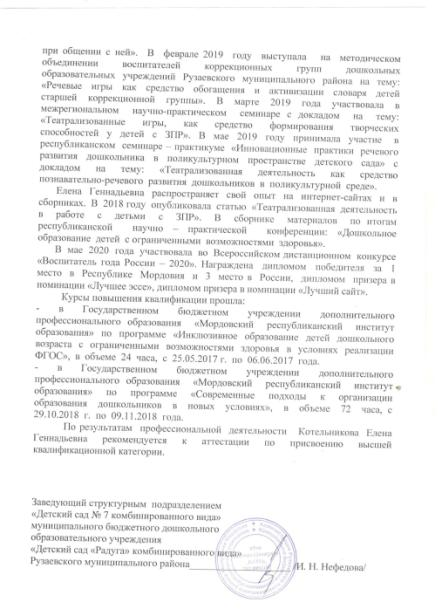 при общении с ней». В феврале 2019 году выступала на методическом
объединении воспитателей коррекционных групп дошкольных
образовательных учреждений Рузаевского муниципального района на тему:
«Речевые игры как средство обогащения и активизации словаря детей
старшей коррекционной группы». В марте 2019 года участвовала в
межрегиональном научно-практическом семинаре с докладом на тему:
«Театрализованные игры, как средство формирования творческих
способностей у детей с ЗПР». В мае 2019 году принимала участие в
республиканском семинаре – практикуме «Инновационные практики речевого
развития дошкольника в поликультурном пространстве детского сада» с
докладом на тему: «Театрализованная деятельность как средство
познавательно-речевого развития дошкольников в поликультурной среде».
Елена Геннадьевна распространяет свой опыт на интернет-сайтах и в
сборниках. В 2018 году опубликовала статью «Театрализованная деятельность
в работе с детьми с ЗПР». В сборнике материалов по итогам
республиканской научно – практической конференции: «Дошкольное
образование детей с ограниченными возможностями здоровья».
В мае 2020 года участвовала во Всероссийском дистанционном конкурсе
«Воспитатель года России – 2020». Награждена дипломом победителя за 1
место в Республике Мордовия и 3 место в России, дипломом призера в
номинации «Лучшее эссе», дипломом призера в номинации «Лучший сайт».
Курсы повышения квалификации прошла:
- в Государственном бюджетном учреждении дополнительного
профессионального образования «Мордовский республиканский институт
образования» по программе «Инклюзивное образование детей дошкольного
возраста с ограниченными возможностями здоровья в условиях реализации
ФГОС», в объеме 24 часа, с 25.05.2017 г. по 06.06.2017 года.
- в Государственном бюджетном учреждении дополнительного
профессионального образования «Мордовский республиканский институт
образования» по программе «Современные подходы к организации
образования дошкольников в новых условиях», в объеме 72 часа, с
29.10.2018 г. по 09.11.2018 года.
По результатам профессиональной деятельности Котельникова Елена
Геннадьевна рекомендуется к аттестации по присвоению высшей
квалификационной категории.
Заведующий структурным подразделением
«Детский сад № 7 комбинированного вида»
муниципального бюджетного дошкольного
образовательного учреждения
«Детский сад «Радуга» комбинированного вида»
Рузаевского муниципального района /И. Н. Нефедова/